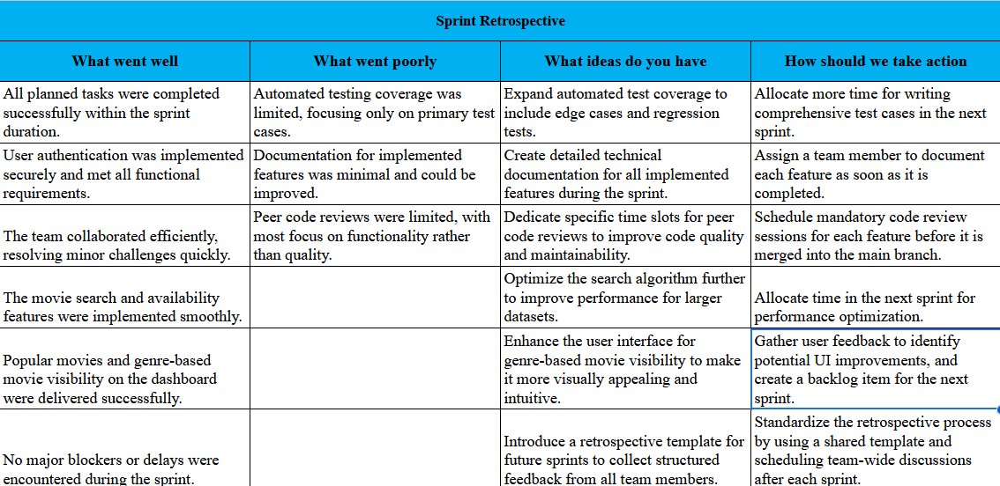 Sprint Retrospective
What went well
What went poorly
What ideas do you have
How should we take action
All planned tasks were completed
successfully within the sprint
duration.
Automated testing coverage was
limited, focusing only on primary test
cases.
Expand automated test coverage to
include edge cases and regression
tests.
Allocate more time for writing
comprehensive test cases in the next
sprint.
User authentication was implemented
securely and met all functional
requirements.
Documentation for implemented
features was minimal and could be
improved.
Create detailed technical
documentation for all implemented
features during the sprint.
Assign a team member to document
each feature as soon as it is
completed.
The team collaborated efficiently,
resolving minor challenges quickly.
Peer code reviews were limited, with
most focus on functionality rather
than quality.
Dedicate specific time slots for peer
code reviews to improve code quality
and maintainability.
Schedule mandatory code review
sessions for each feature before it is
merged into the main branch.
The movie search and availability
features were implemented smoothly.
Optimize the search algorithm further
to improve performance for larger
datasets.
Allocate time in the next sprint for
performance optimization.
Popular movies and genre-based
movie visibility on the dashboard
were delivered successfully.
Enhance the user interface for
genre-based movie visibility to make
it more visually appealing and
intuitive.
Gather user feedback to identify
potential UI improvements, and
create a backlog item for the next
sprint.
No major blockers or delays were
encountered during the sprint.
Introduce a retrospective template for
future sprints to collect structured
feedback from all team members.
Standardize the retrospective process
by using a shared template and
scheduling team-wide discussions
after each sprint.